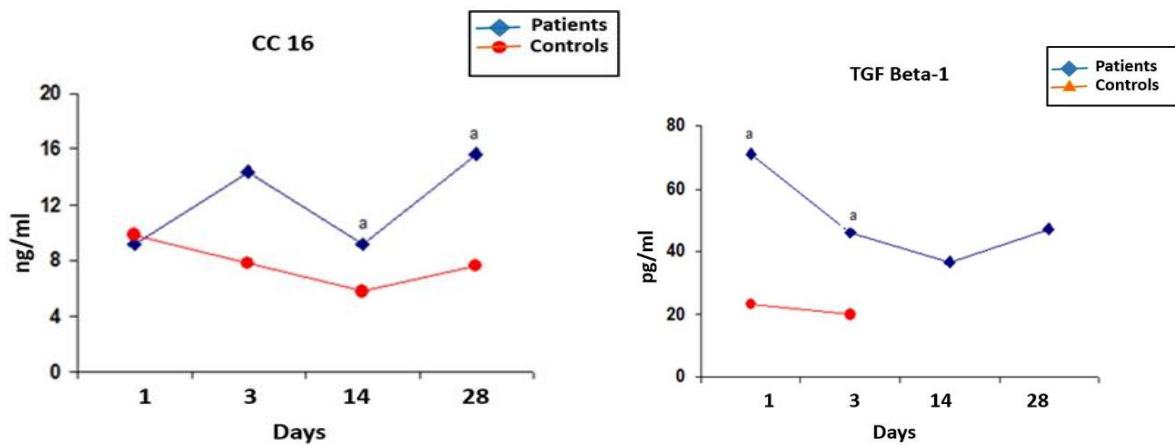 CC 16
Patients
Controls
20
16
12
8
4
0
ng/ml
a
a
1 3 14 28
Days
TGF Beta-1
Patients
Controls
80
60
40
20
0
pg/ml
a
a
1 3 14 28
Days